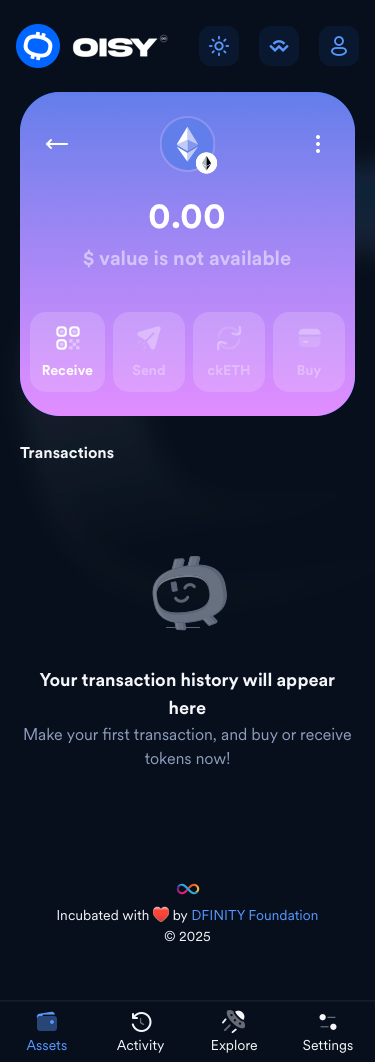 OISY
0.00
$ value is not available
Receive
Send
ckETH
Buy
Transactions
Your transaction history will appear
here
Make your first transaction, and buy or receive
tokens now!
Incubated with ❤️ by DFINITY Foundation
© 2025
Assets
Activity
Explore
Settings